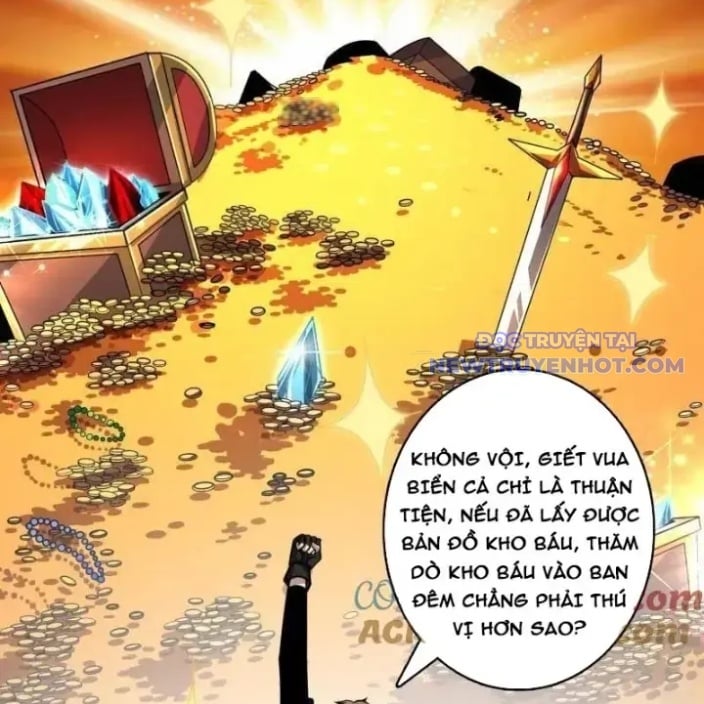 ĐỌC TRUYỆN TẠI
NEWTRUYENHOT.COM
KHÔNG VỘI, GIẾT VUA
BIỂN CẢ CHỈ LÀ THUẬN
TIỆN, NẾU ĐÃ LẤY ĐƯỢC
BẢN ĐỒ KHO BÁU, THĂM
DÒ KHO BÁU VÀO BAN
ĐÊM CHẲNG PHẢI THÚ
VỊ HƠN SAO?